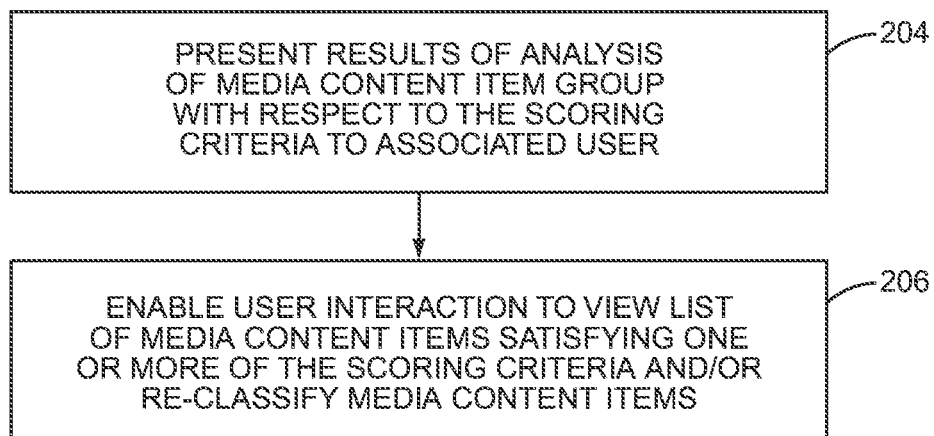 PRESENT RESULTS OF ANALYSIS
OF MEDIA CONTENT ITEM GROUP
WITH RESPECT TO THE SCORING
CRITERIA TO ASSOCIATED USER
204
ENABLE USER INTERACTION TO VIEW LIST
OF MEDIA CONTENT ITEMS SATISFYING ONE
OR MORE OF THE SCORING CRITERIA AND/OR
RE-CLASSIFY MEDIA CONTENT ITEMS
206